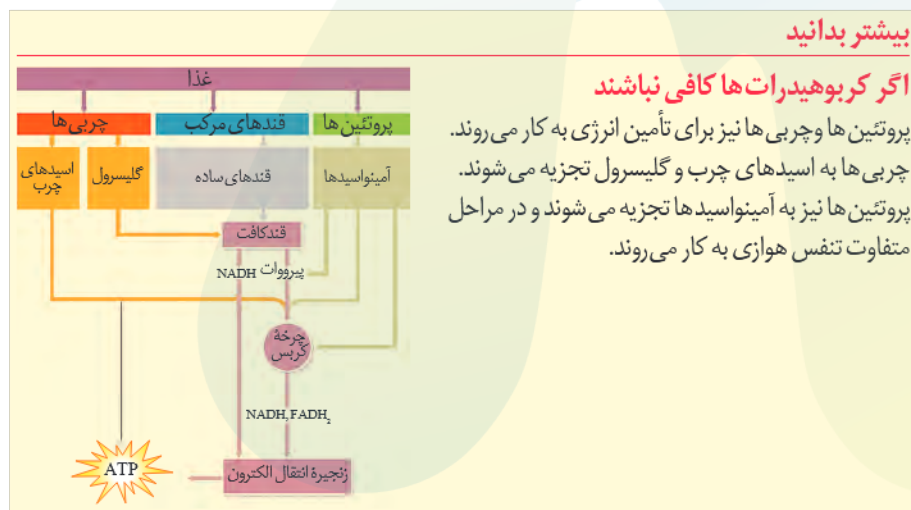 بیشتر بدانید
اگر کربوهیدرات‌ها کافی نباشند
پروتئین ها وچربی ها نیز برای تأمین انرژی به کار می‌روند.
چربی ها به اسیدهای چرب و گلیسرول تجزیه می شوند.
پروتئین ها نیز به آمینواسیدها تجزیه می شوند و در مراحل
متفاوت تنفس هوازی به کار می‌روند.
غذا
پروتئین ها
قندهای مرکب
چربی ها
آمینواسیدها
قندهای ساده
گلیسرول
اسیدهای
چرب
قندکافت
پیرووات NADH
چرخهٔ
کربس
NADH, FADH₂
زنجیرهٔ انتقال الکترون
ATP